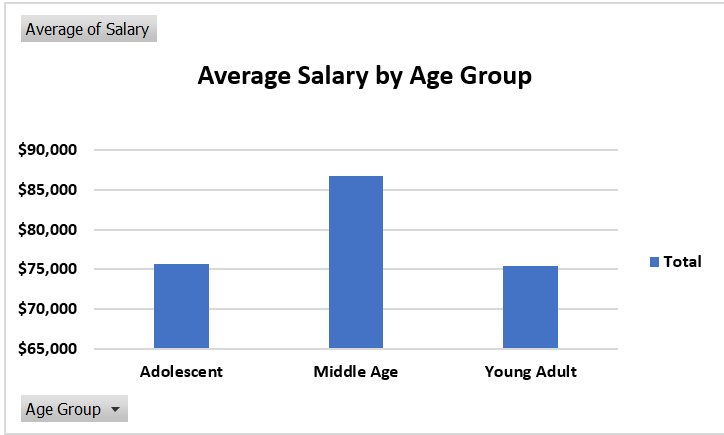 Average of Salary
Average Salary by Age Group
$90,000
$85,000
$80,000
$75,000
$70,000
$65,000
Adolescent Middle Age Young Adult
Total
Age Group